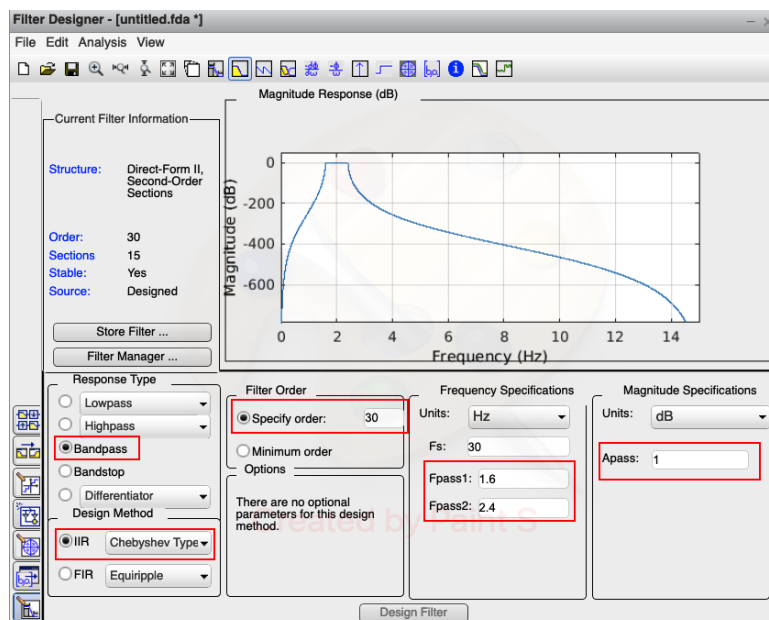 Filter Designer - [untitled.fda *]
File Edit Analysis View
Current Filter Information
Structure: Direct-Form II,
Second-Order
Sections
Order: 30
Sections 15
Stable: Yes
Source: Designed
Store Filter ...
Filter Manager ...
Magnitude Response (dB)
Magnitude (dB)
0
-200
-400
-600
0 2 4 6 8 10 12 14
Frequency (Hz)
Response Type
Lowpass
Highpass
Bandpass
Bandstop
Differentiator
Design Method
IIR Chebyshev Type
FIR Equiripple
Filter Order
Specify order: 30
Minimum order
Options
There are no optional
parameters for this design
method.
Frequency Specifications
Units: Hz
Fs: 30
Fpass1: 1.6
Fpass2: 2.4
Magnitude Specifications
Units: dB
Apass: 1
Created by Paint S
Design Filter